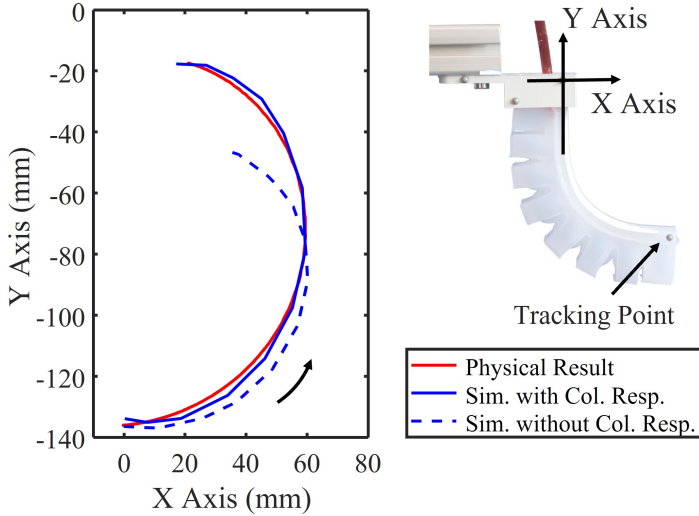 0
-20
-40
-60
-80
-100
-120
-140
Y Axis (mm)
0 20 40 60 80
X Axis (mm)
Y Axis
X Axis
Tracking Point
Physical Result
Sim. with Col. Resp.
Sim. without Col. Resp.